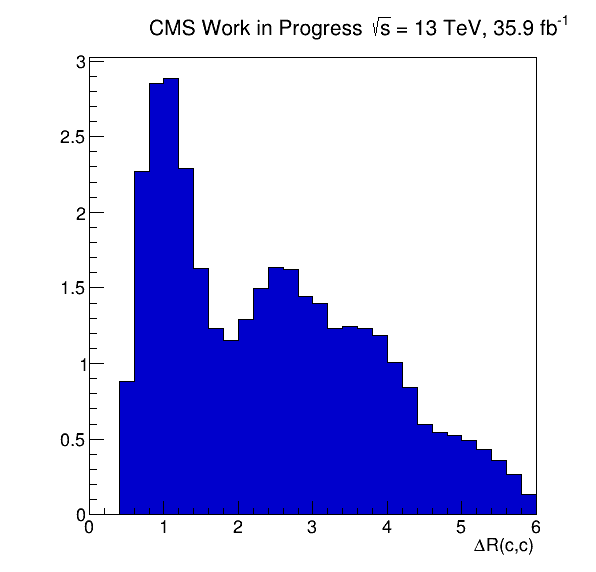 CMS Work in Progress √s = 13 TeV, 35.9 fb⁻¹
3
2.5
2
1.5
1
0.5
0
0 1 2 3 4 5 6
ΔR(c,c)